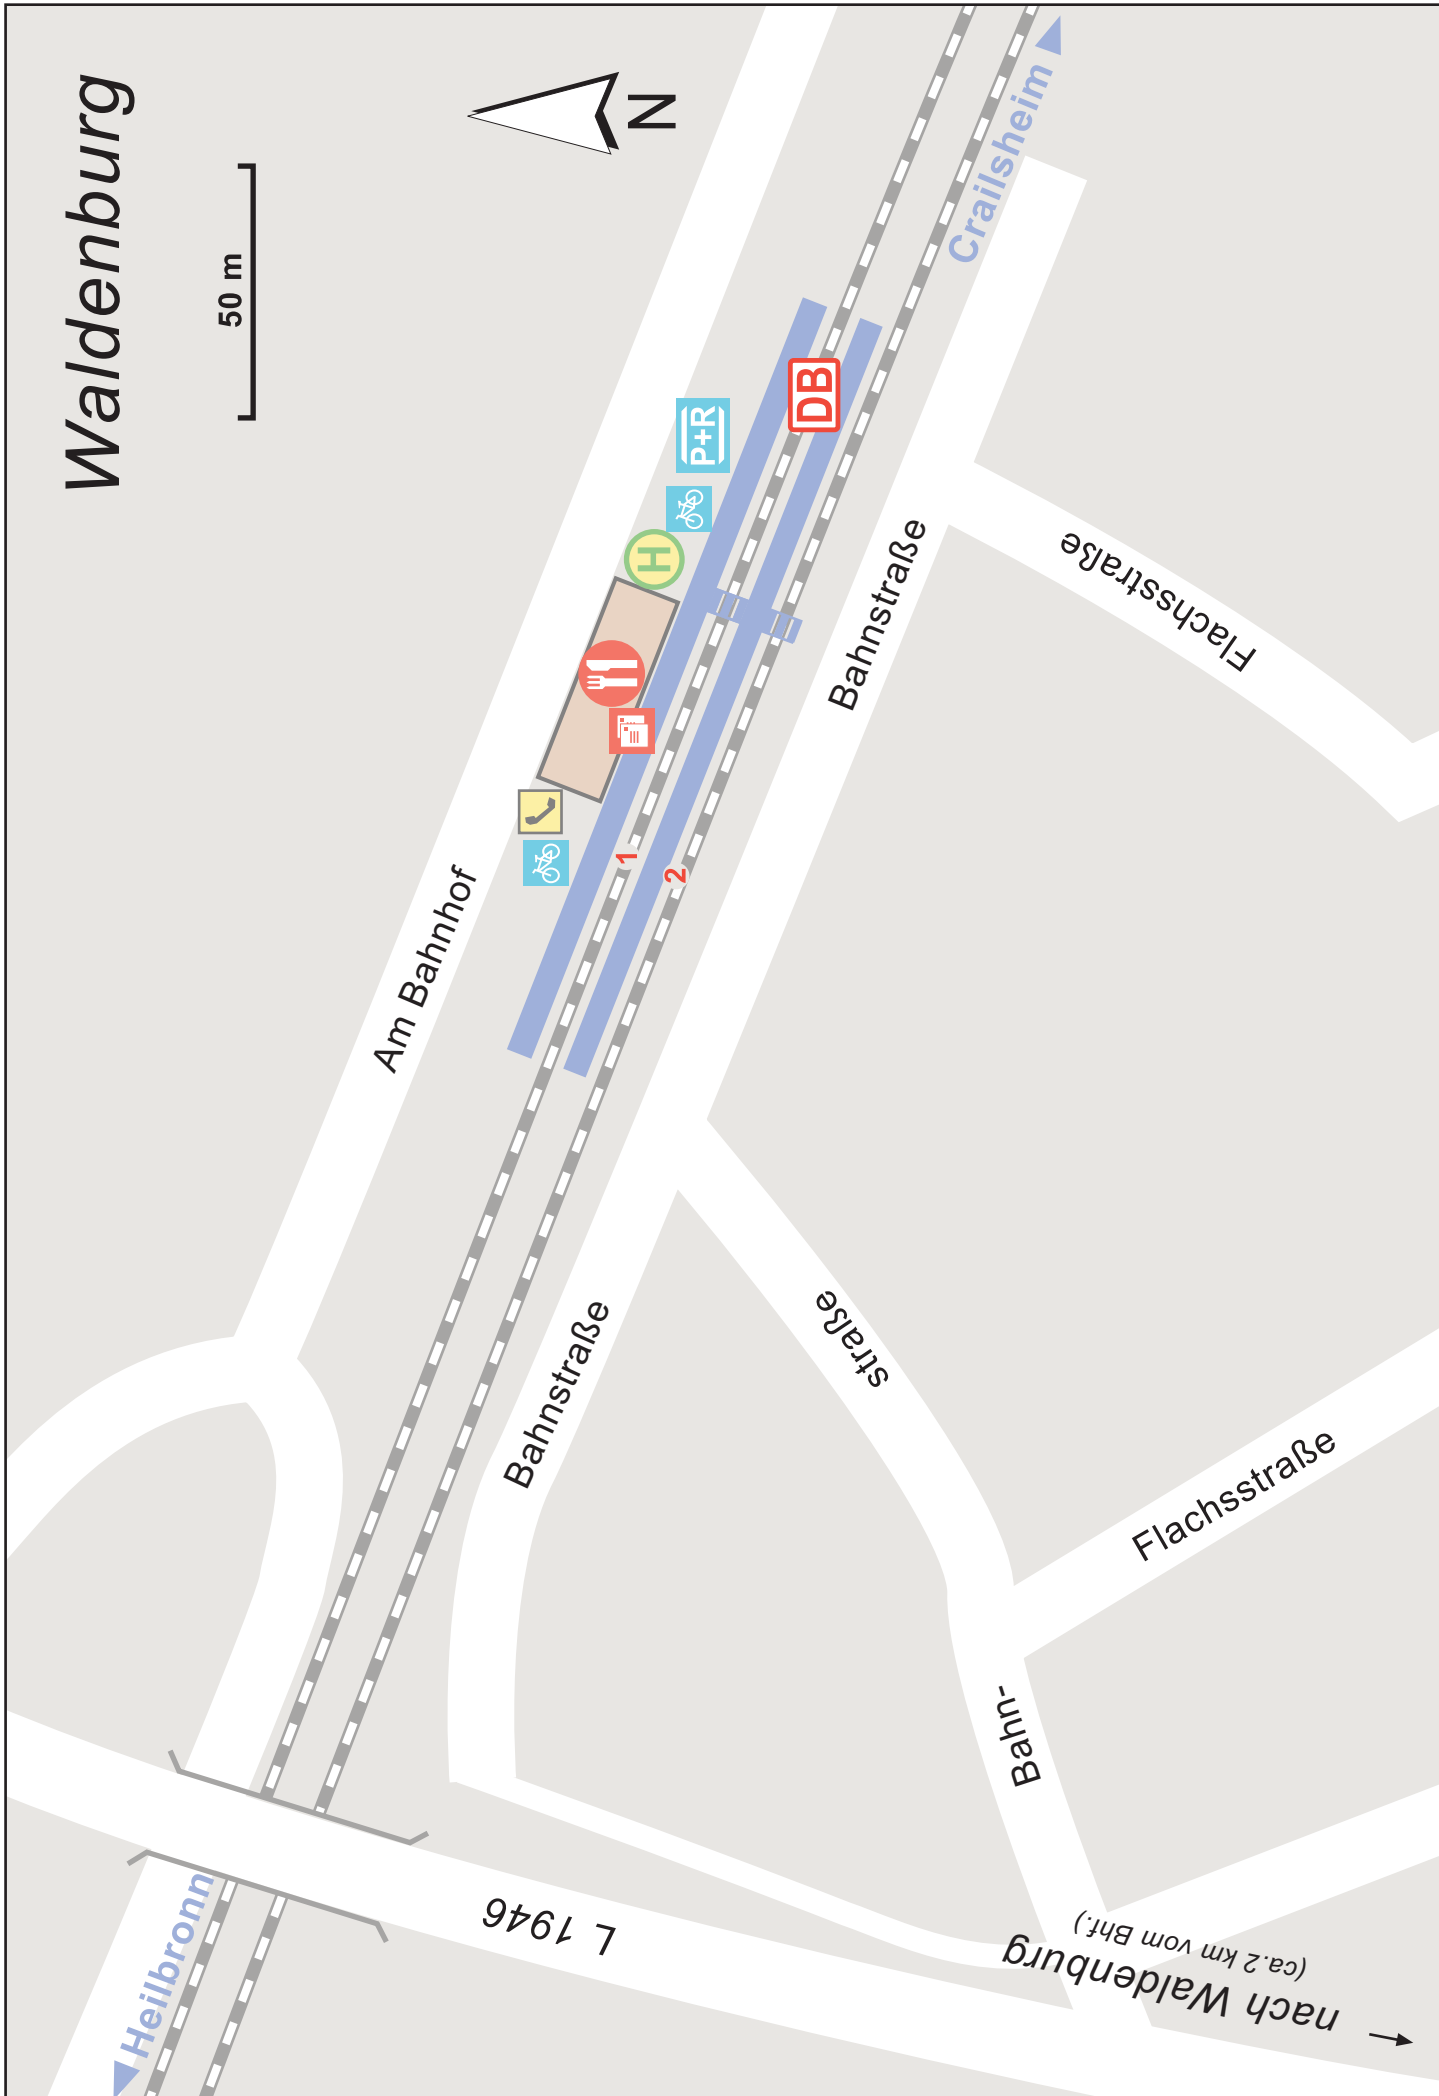 Waldenburg
50 m
N
Heilbronn
Crailsheim
Am Bahnhof
P+R
H
DB
1
2
Bahnstraße
Bahnstraße
Flachsstraße
straße
Bahn-
Flachsstraße
L 1946
nach Waldenburg
(ca.2 km vom Bhf.)